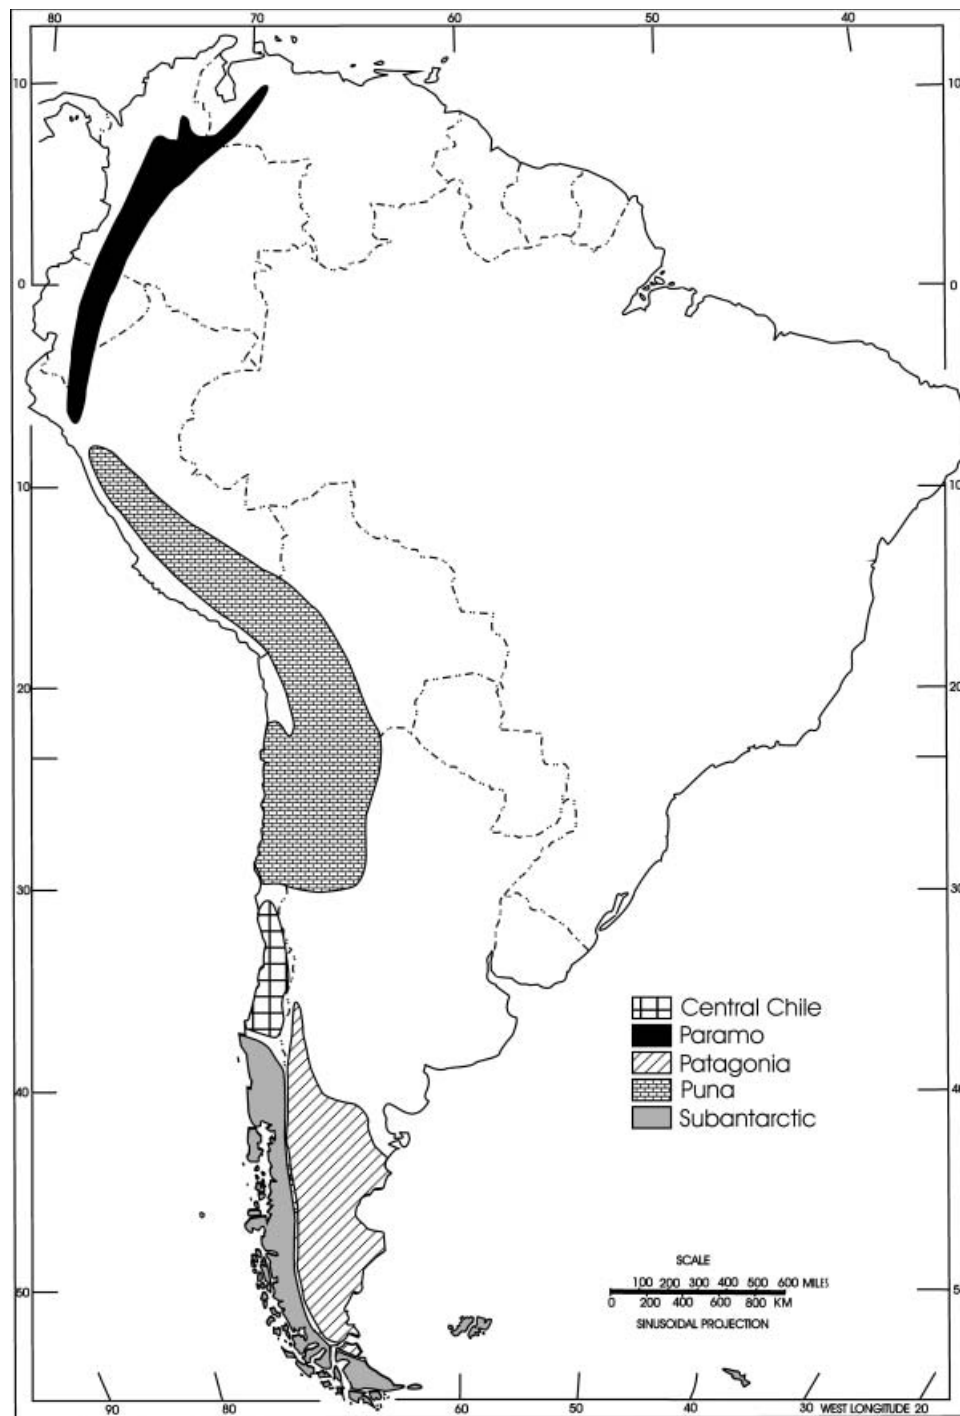 80 70 60 50 40
10 10
0 0
10 10
20 20
30 30
Central Chile
Paramo
Patagonia
40 Puna 40
Subantarctic
SCALE
100 200 300 400 500 600 MILES
50 5
0 200 400 600 800 KM
SINUSOIDAL PROJECTION
90 80 60 50 40 30 WEST LONGITUDE 20